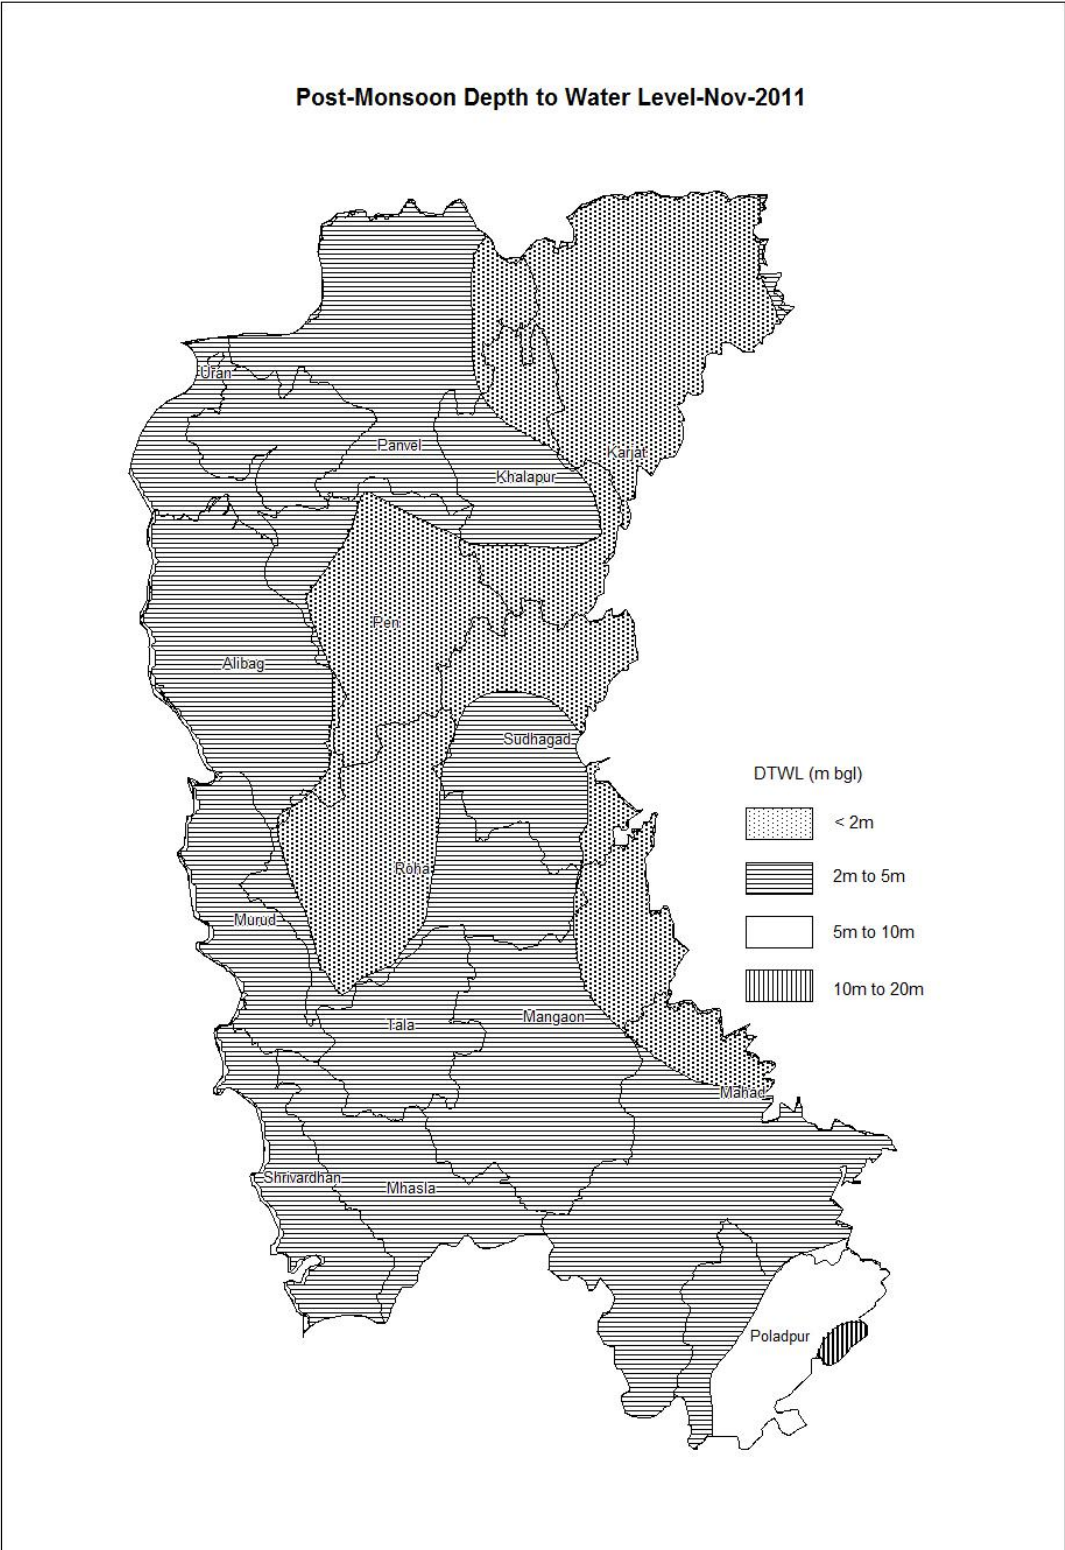 Post-Monsoon Depth to Water Level-Nov-2011
Uran
Panvel
Karjat
Khalapur
Pen
Alibag
Sudhagad
DTWL (m bgl)
< 2m
Roha
2m to 5m
Murud
5m to 10m
10m to 20m
Tala
Mangaon
Mahad
Shrivardhan
Mhasla
Poladpur